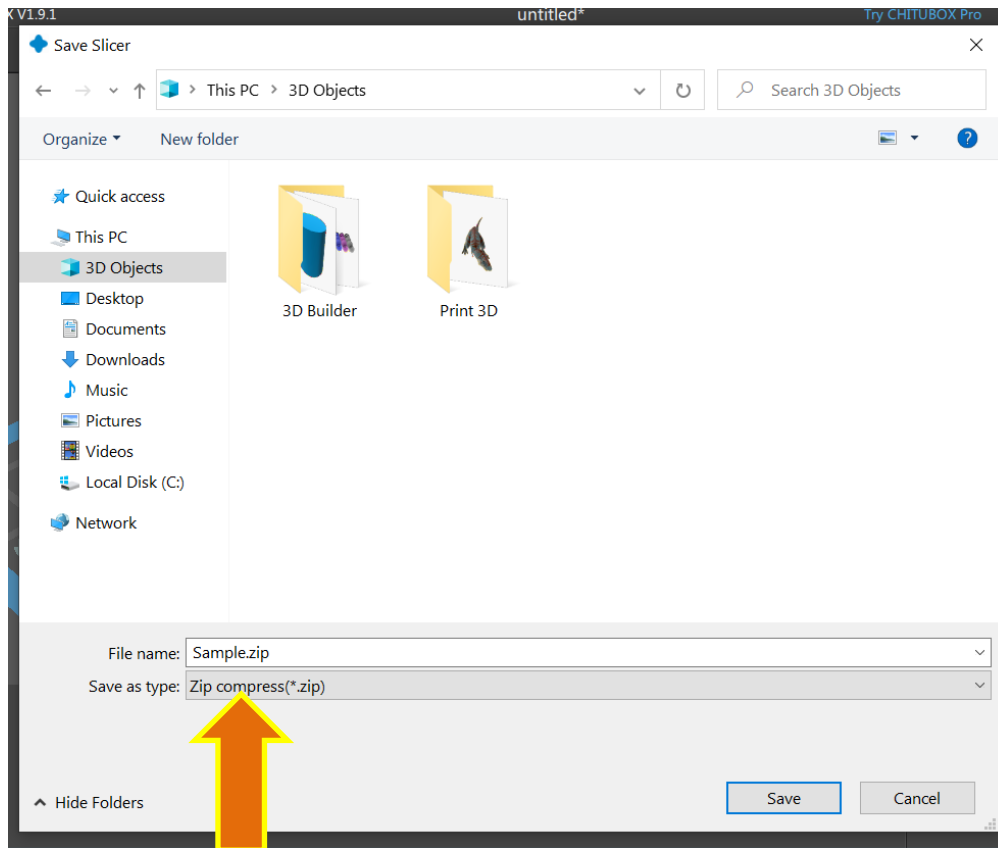 X V1.9.1 untitled* Try CHITUBOX Pro
Save Slicer
This PC > 3D Objects Search 3D Objects
Organize New folder
Quick access
This PC
3D Objects
Desktop
Documents
Downloads
Music
Pictures
Videos
Local Disk (C:)
Network
3D Builder Print 3D
File name: Sample.zip
Save as type: Zip compress(*.zip)
Hide Folders Save Cancel